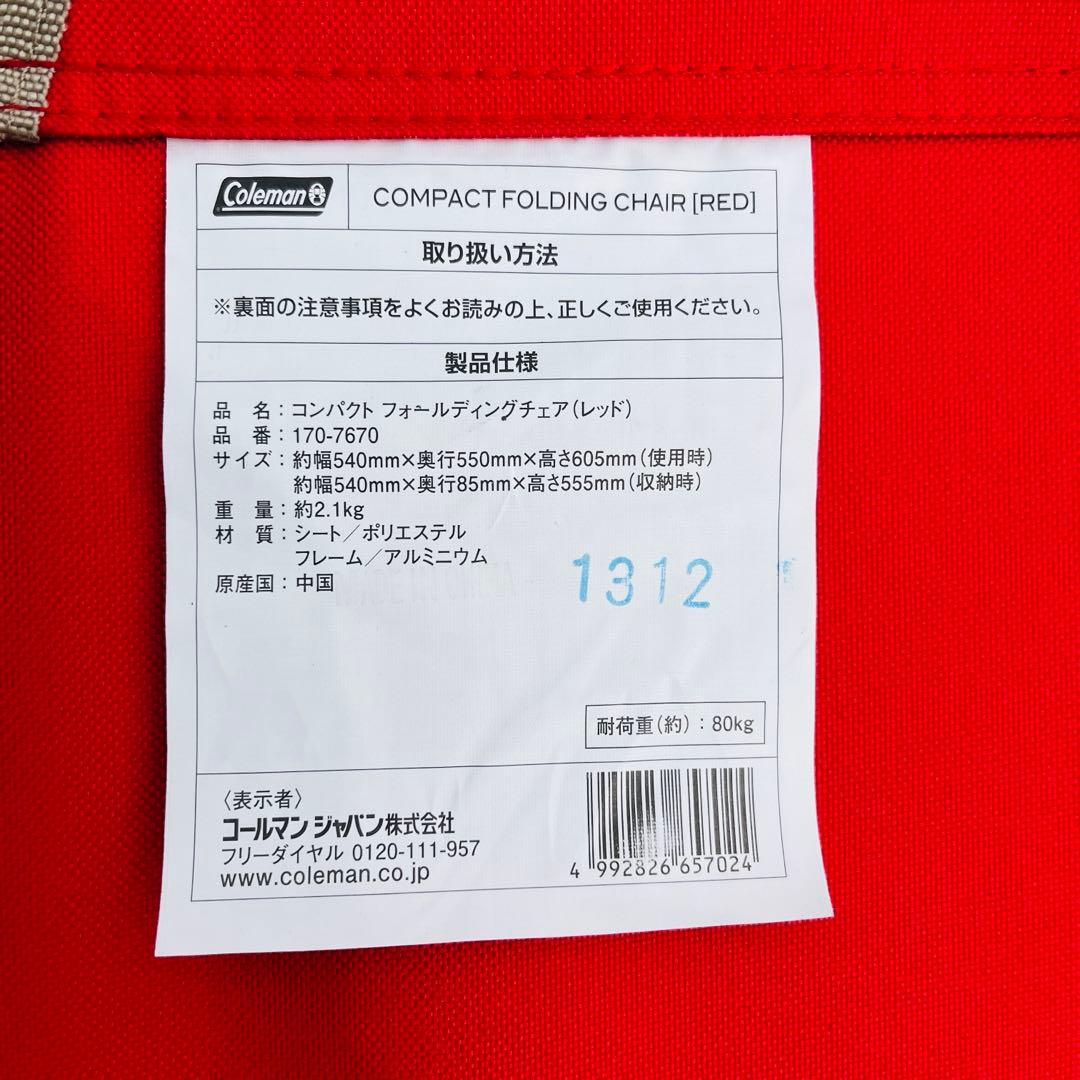 Coleman
COMPACT FOLDING CHAIR [RED]
取り扱い方法
※裏面の注意事項をよくお読みの上、正しくご使用ください。
製品仕様
品 名：コンパクト フォールディングチェア（レッド）
品 番：170-7670
サイズ：約幅540mm×奥行550mm×高さ605mm（使用時）
約幅540mm×奥行85mm×高さ555mm（収納時）
重 量：約2.1kg
材 質：シート／ポリエステル
フレーム／アルミニウム
原産国：中国
1312
耐荷重（約）：80kg
〈表示者〉
コールマン ジャパン株式会社
フリーダイヤル 0120-111-957
www.coleman.co.jp
4 992826 657024